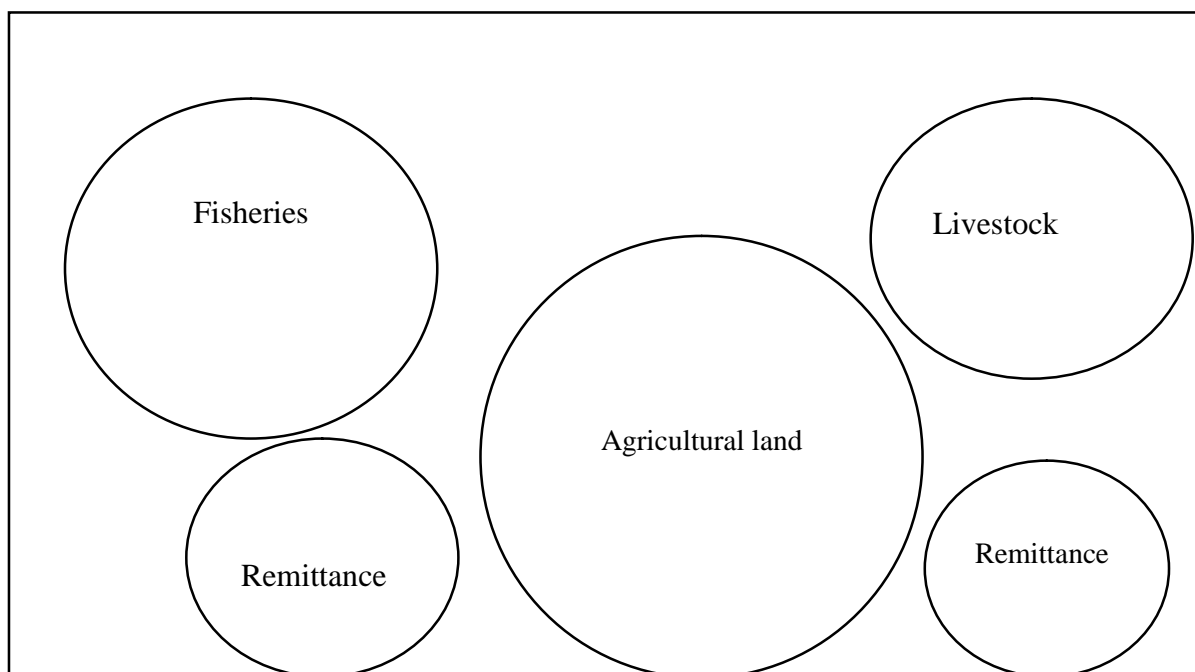 Fisheries
Livestock
Agricultural land
Remittance
Remittance